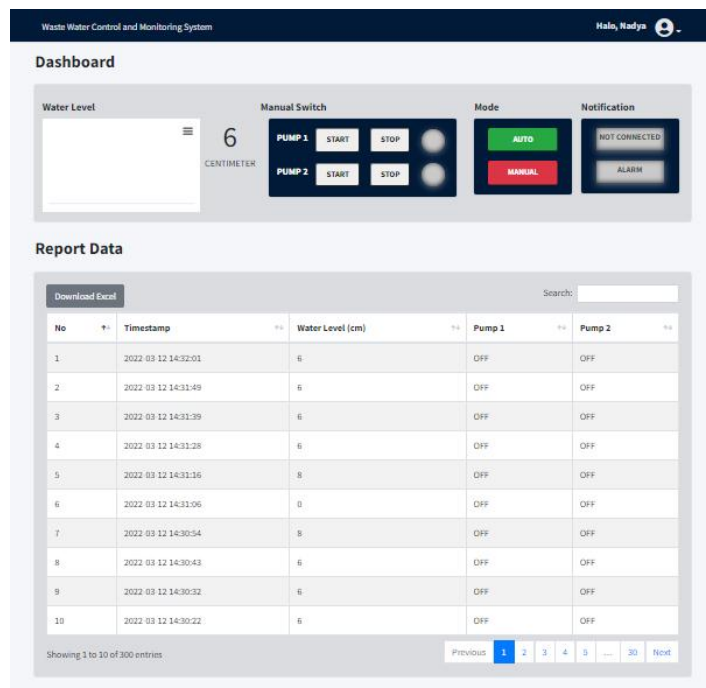 Waste Water Control and Monitoring System
Halo, Nadya
Dashboard
Water Level
Manual Switch
Mode
Notification
6
CENTIMETER
PUMP 1 START STOP
PUMP 2 START STOP
AUTO
MANUAL
NOT CONNECTED
ALARM
Report Data
Download Excel
Search:
No Timestamp Water Level (cm) Pump 1 Pump 2
1 2022-03-12 14:32:01 6 OFF OFF
2 2022-03-12 14:31:49 6 OFF OFF
3 2022-03-12 14:31:39 6 OFF OFF
4 2022-03-12 14:31:28 6 OFF OFF
5 2022-03-12 14:31:16 8 OFF OFF
6 2022-03-12 14:31:06 0 OFF OFF
7 2022-03-12 14:30:54 8 OFF OFF
8 2022-03-12 14:30:43 6 OFF OFF
9 2022-03-12 14:30:32 6 OFF OFF
10 2022-03-12 14:30:22 6 OFF OFF
Showing 1 to 10 of 300 entries
Previous 1 2 3 4 5 ... 30 Next